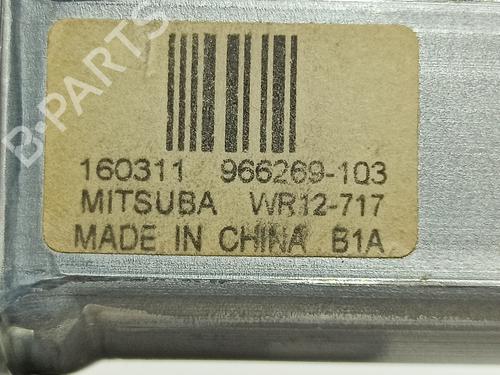 B-PARTS
160311 966269-103
MITSUBA WR12-717
MADE IN CHINA B1A